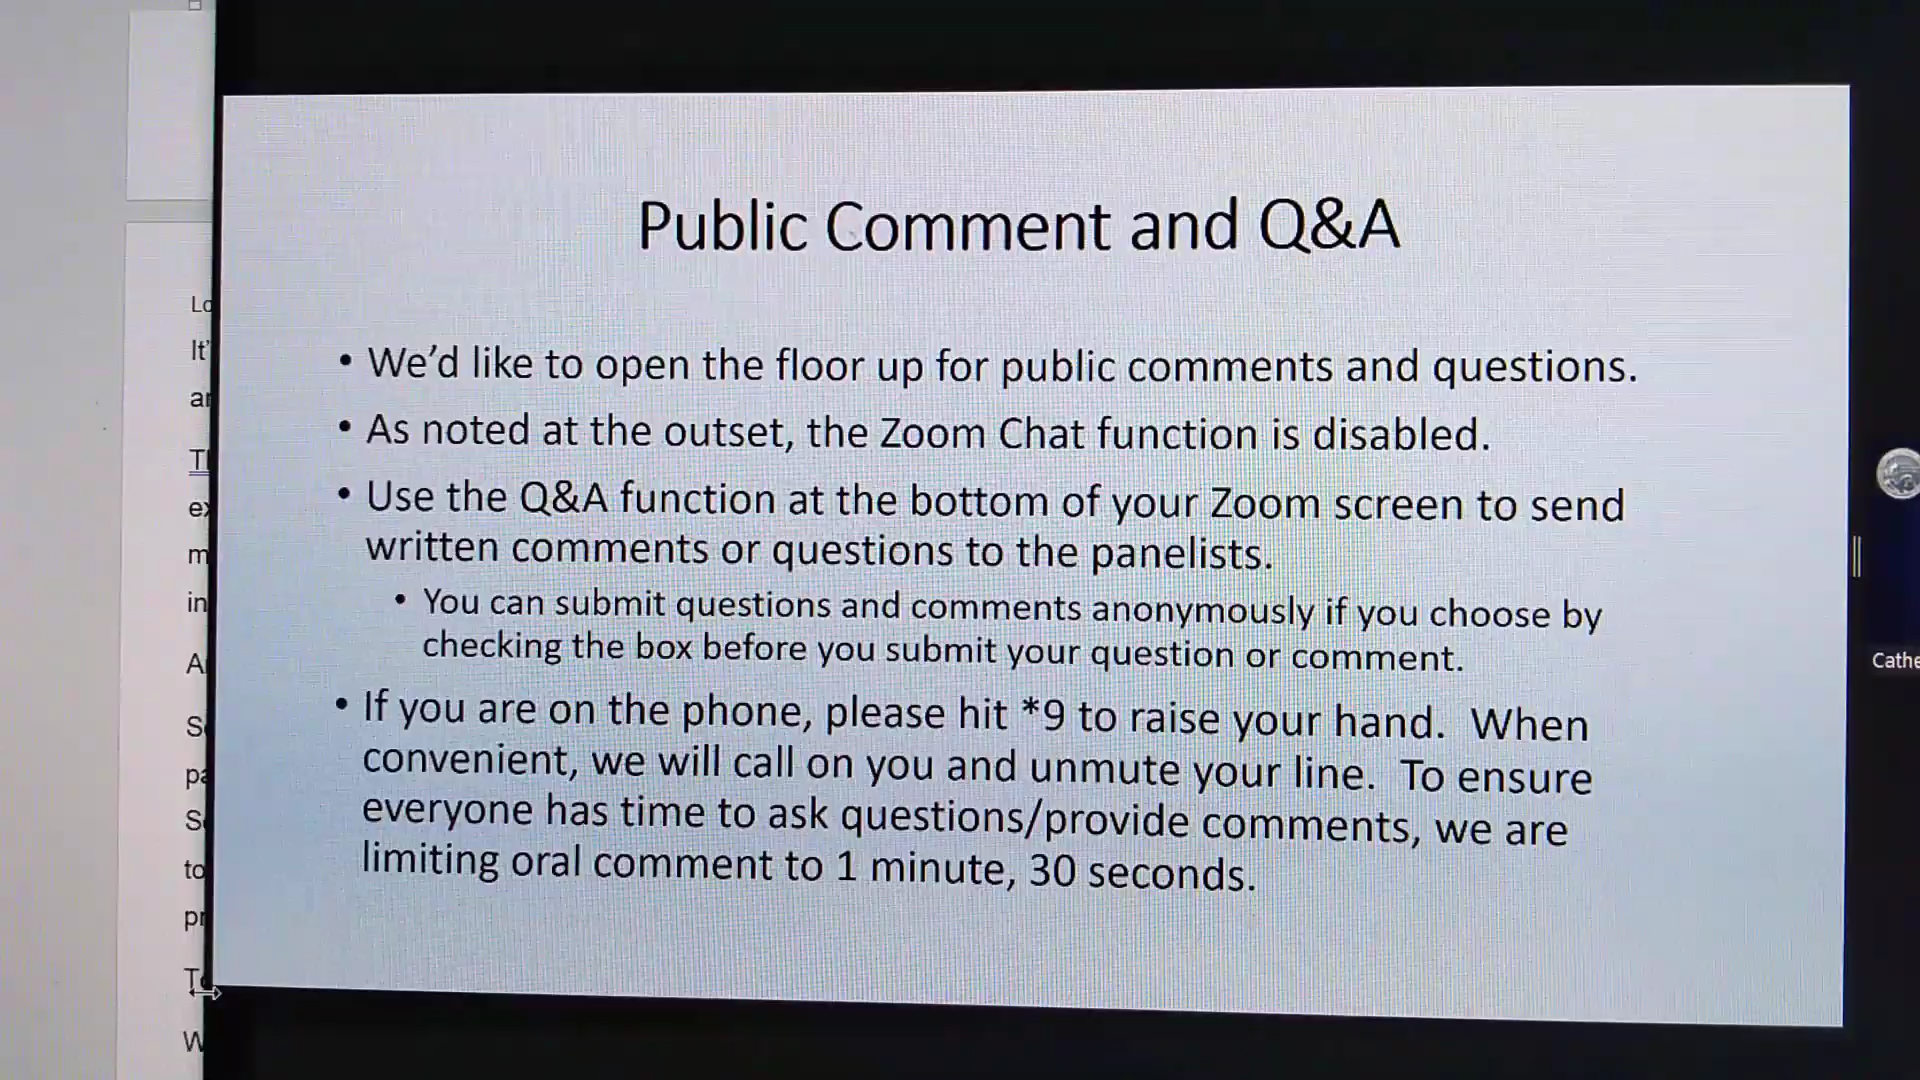 Public Comment and Q&A
• We'd like to open the floor up for public comments and questions.
• As noted at the outset, the Zoom Chat function is disabled.
• Use the Q&A function at the bottom of your Zoom screen to send
written comments or questions to the panelists.
• You can submit questions and comments anonymously if you choose by
checking the box before you submit your question or comment.
• If you are on the phone, please hit *9 to raise your hand. When
convenient, we will call on you and unmute your line. To ensure
everyone has time to ask questions/provide comments, we are
limiting oral comment to 1 minute, 30 seconds.